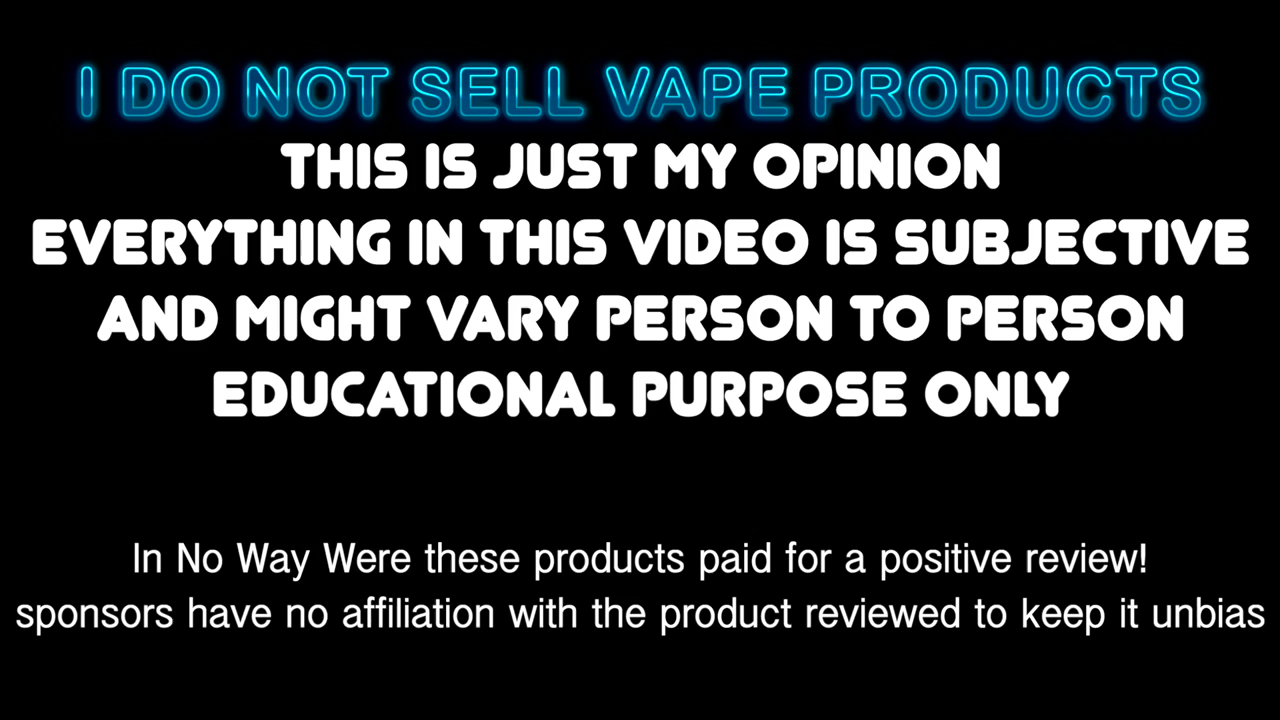 I DO NOT SELL VAPE PRODUCTS
THIS IS JUST MY OPINION
EVERYTHING IN THIS VIDEO IS SUBJECTIVE
AND MIGHT VARY PERSON TO PERSON
EDUCATIONAL PURPOSE ONLY
In No Way Were these products paid for a positive review!
sponsors have no affiliation with the product reviewed to keep it unbias